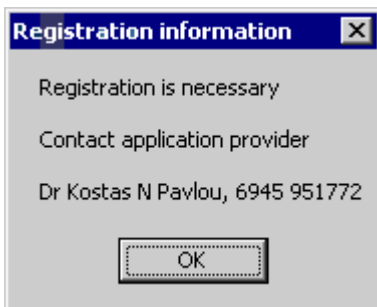 Registration information
Registration is necessary
Contact application provider
Dr Kostas N Pavlou, 6945 951772
OK